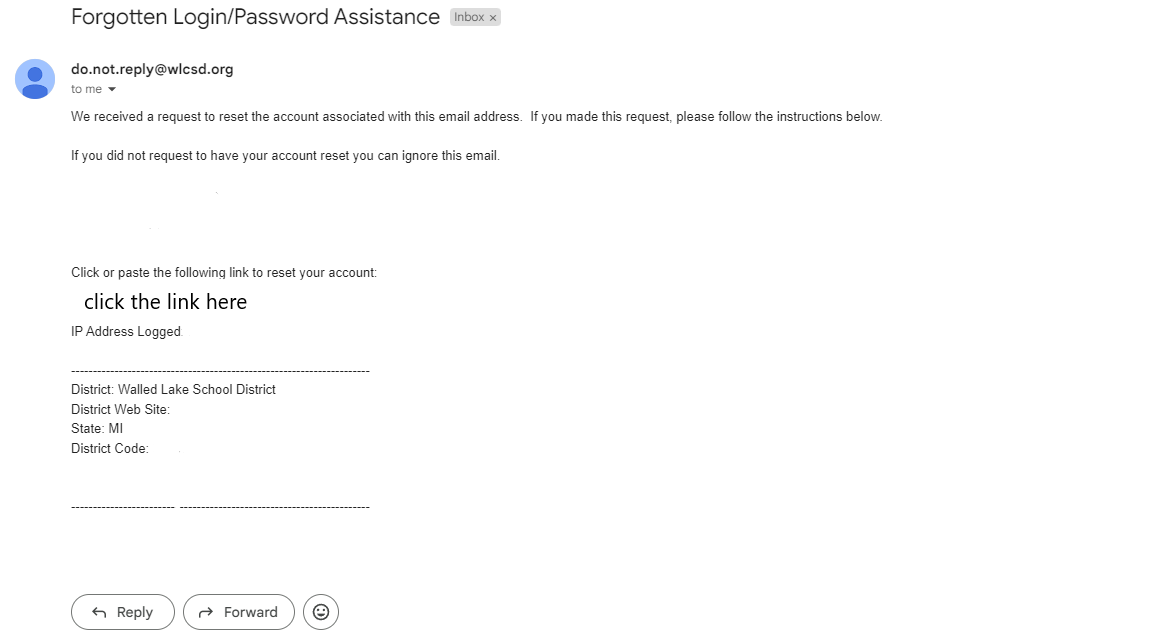 Forgotten Login/Password Assistance Inbox ×
do.not.reply@wlcsd.org
to me
We received a request to reset the account associated with this email address.  If you made this request, please follow the instructions below.
If you did not request to have your account reset you can ignore this email.
Click or paste the following link to reset your account:
click the link here
IP Address Logged
----------------------------------------------------------------------
District: Walled Lake School District
District Web Site:
State: MI
District Code:
------------------------ --------------------------------------------
Reply Forward